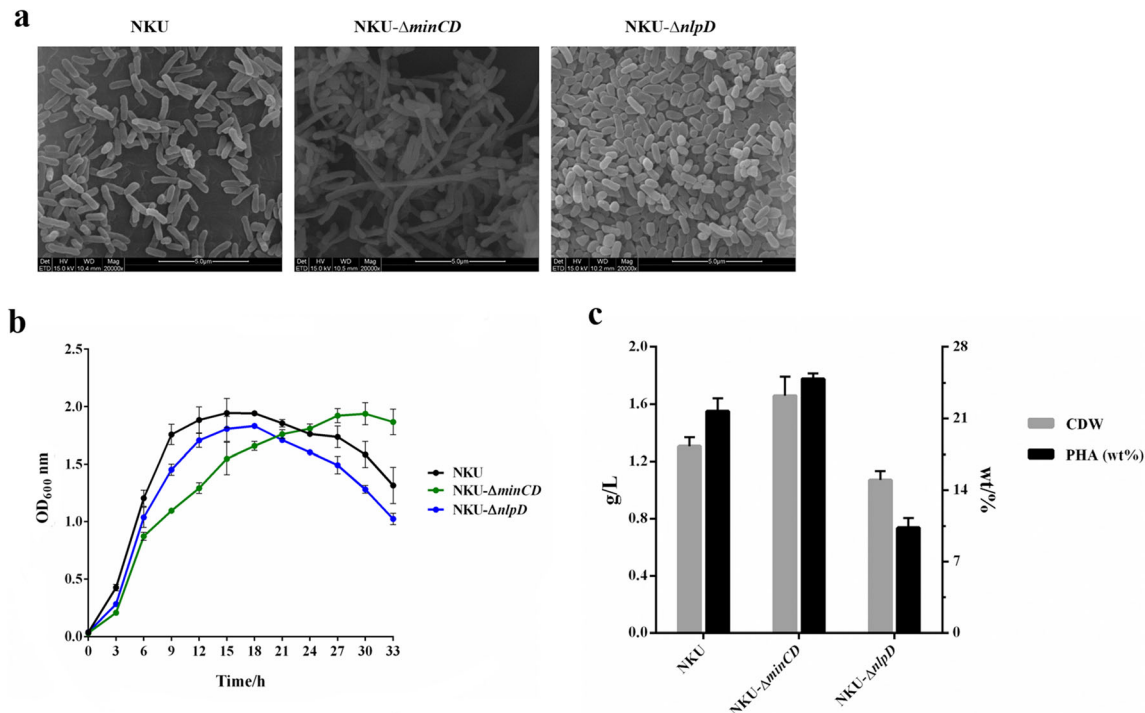 a
NKU
NKU-ΔminCD
NKU-ΔnlpD
Det HV WD Mag 5.0μm
ETD 15.0 kV 10.4 mm 20000x
Det HV WD Mag 5.0μm
ETD 15.0 kV 10.5 mm 20000x
Det HV WD Mag 5.0μm
ETD 15.0 kV 10.2 mm 20000x
b
2.5
2.0
1.5
1.0
0.5
0.0
OD600 nm
0 3 6 9 12 15 18 21 24 27 30 33
Time/h
NKU
NKU-ΔminCD
NKU-ΔnlpD
c
2.0
1.6
1.2
0.8
0.4
0.0
g/L
28
21
14
7
0
wt/%
NKU
NKU-ΔminCD
NKU-ΔnlpD
CDW
PHA (wt%)